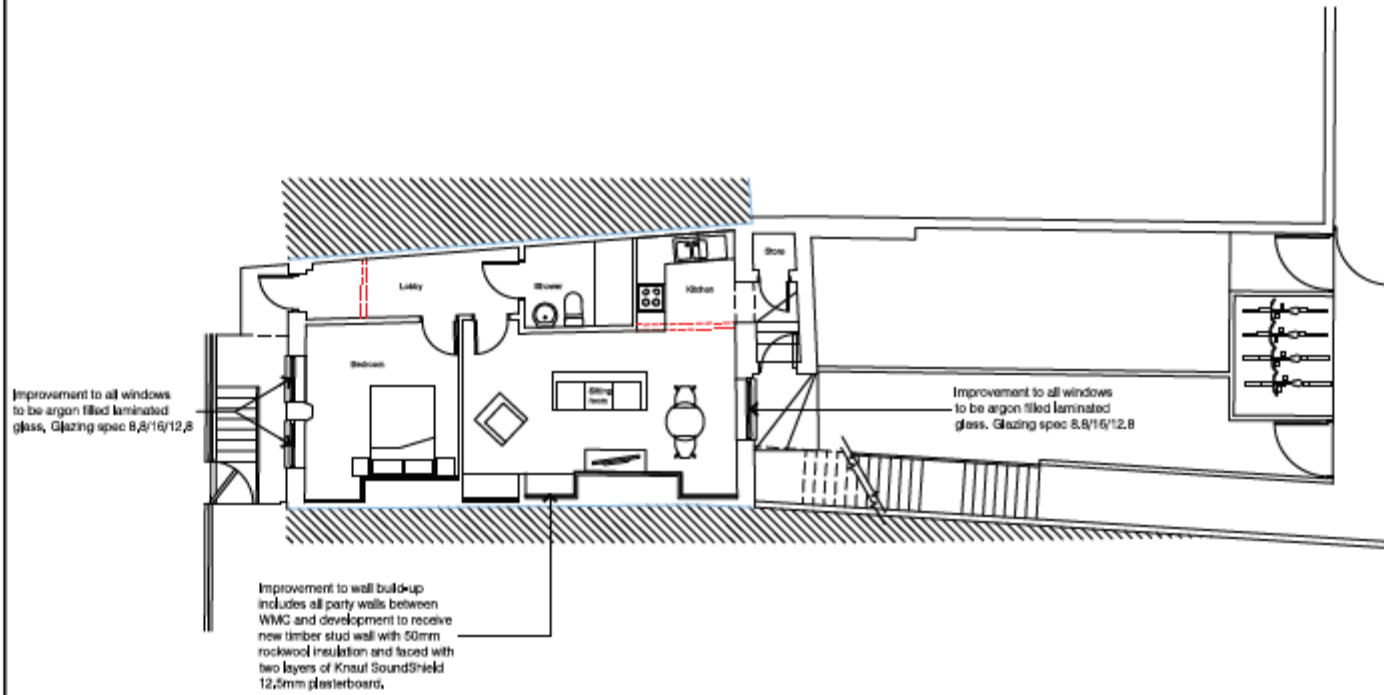 Store
Lobby
Shower
Kitchen
Bedroom
Sitting
room
Improvement to all windows
to be argon filled laminated
glass, Glazing spec 8.8/16/12.8
Improvement to all windows
to be argon filled laminated
glass. Glazing spec 8.8/16/12.8
Improvement to wall build-up
includes all party walls between
WMC and development to receive
new timber stud wall with 50mm
rockwool insulation and faced with
two layers of Knauf SoundShield
12.5mm plasterboard.